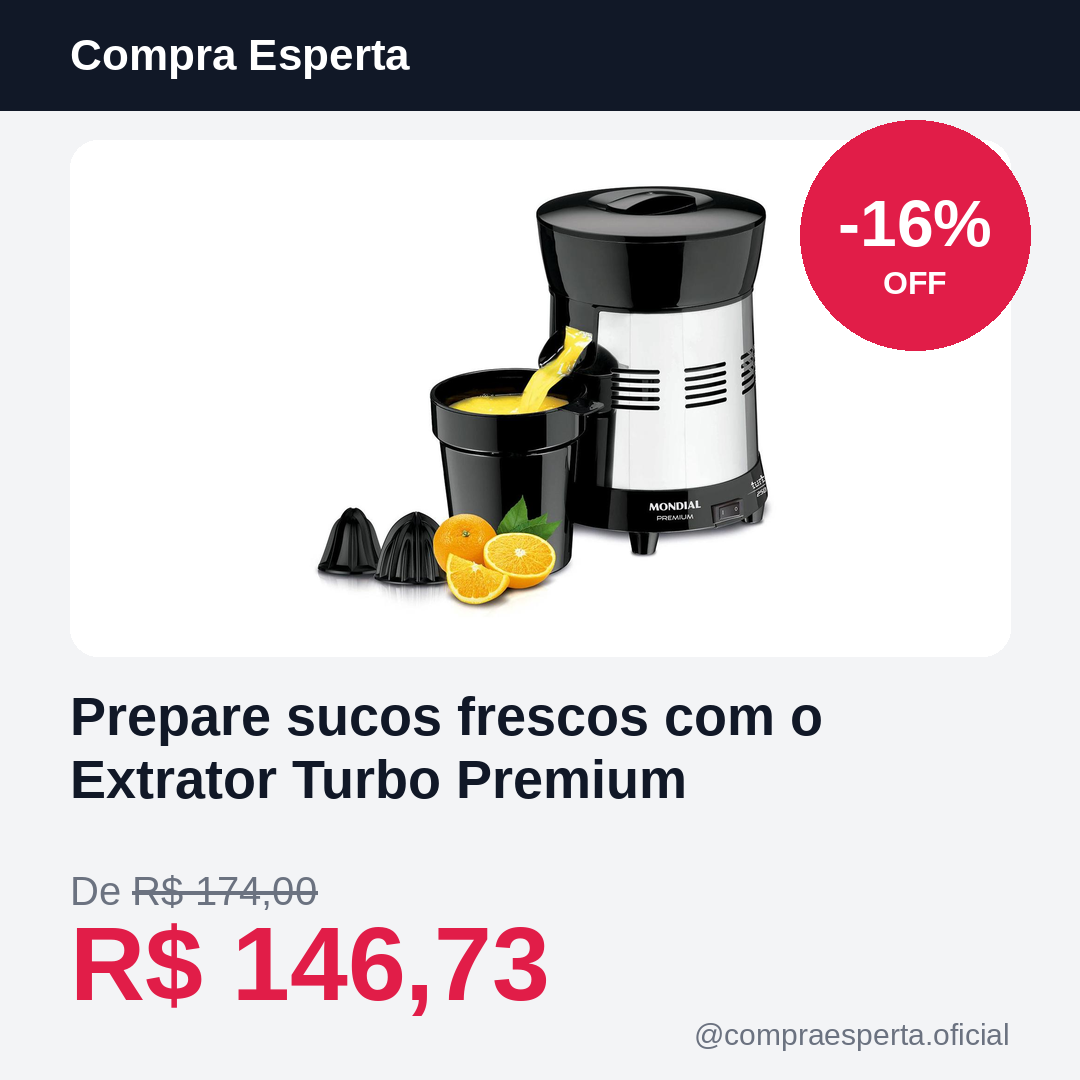 Compra Esperta
-16%
OFF
MONDIAL
PREMIUM
Prepare sucos frescos com o
Extrator Turbo Premium
De R$ 174,00
R$ 146,73
@compraesperta.oficial